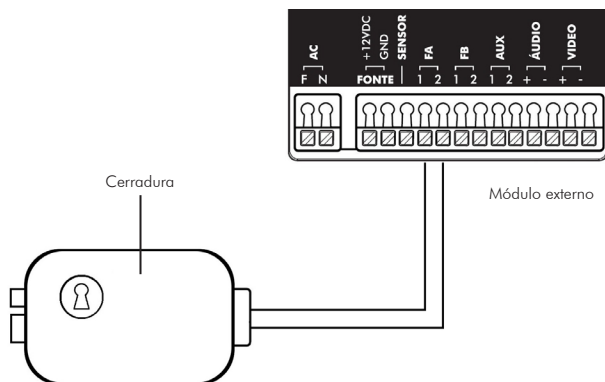 AC
+12VDC
GND
SENSOR
FA
FB
AUX
ÁUDIO
VIDEO
F N FONTE 1 2 1 2 1 2 + - + -
Cerradura
Módulo externo